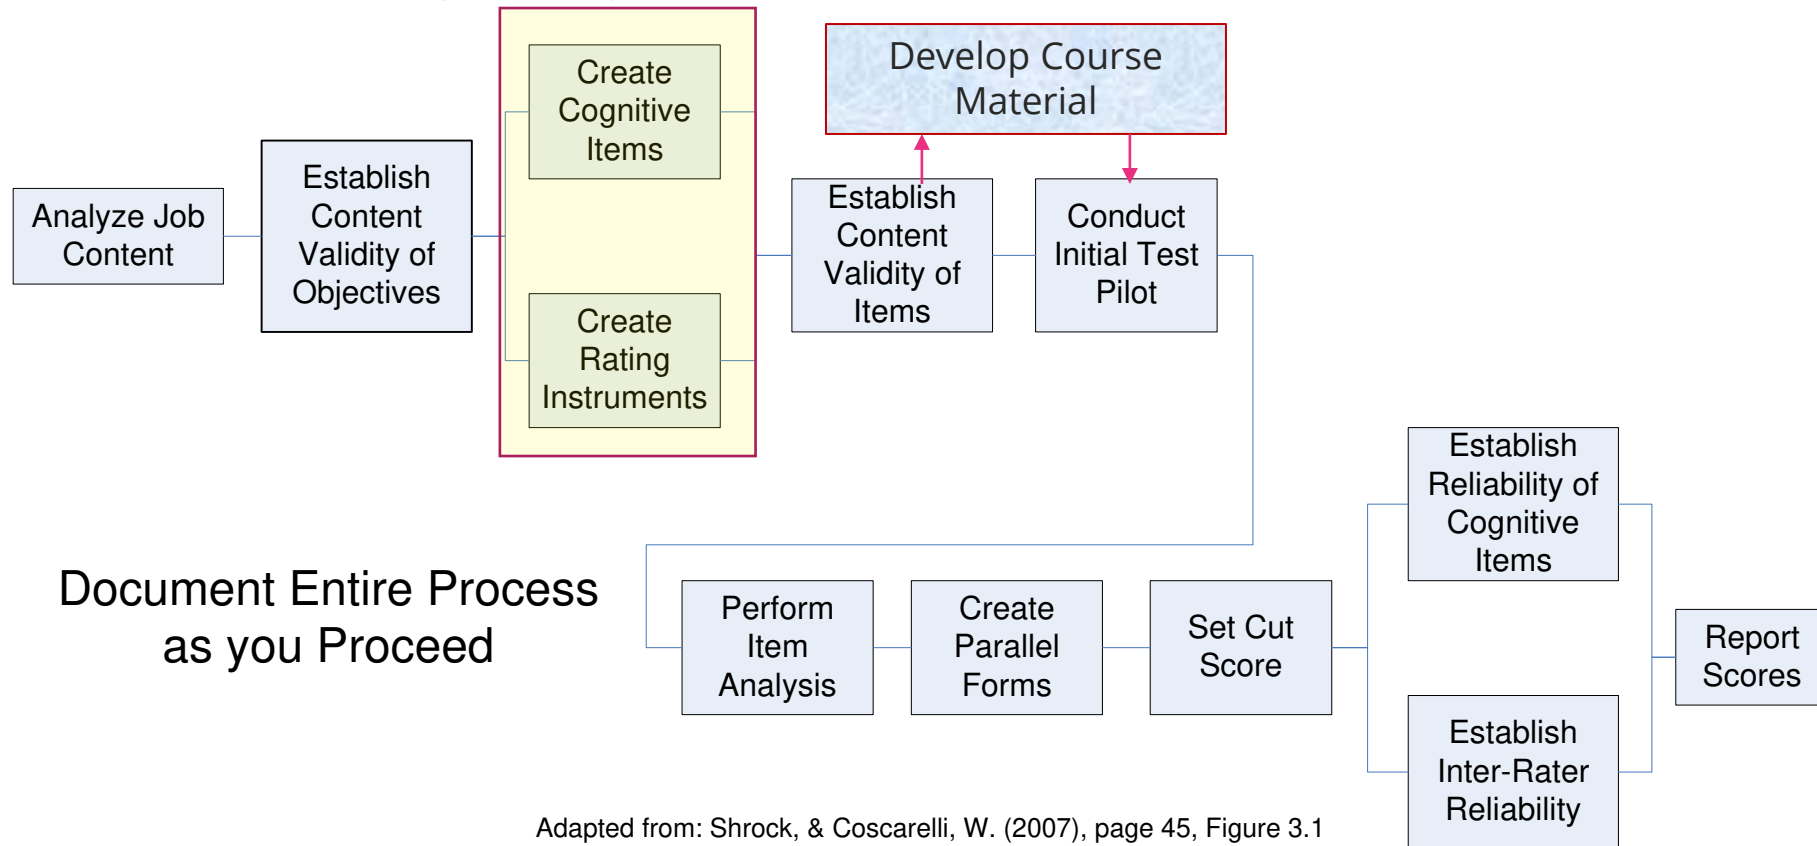 Analyze Job
Content
Establish
Content
Validity of
Objectives
Create
Cognitive
Items
Create
Rating
Instruments
Develop Course
Material
Establish
Content
Validity of
Items
Conduct
Initial Test
Pilot
Document Entire Process
as you Proceed
Perform
Item
Analysis
Create
Parallel
Forms
Set Cut
Score
Establish
Reliability of
Cognitive
Items
Establish
Inter-Rater
Reliability
Report
Scores
Adapted from: Shrock, & Coscarelli, W. (2007), page 45, Figure 3.1